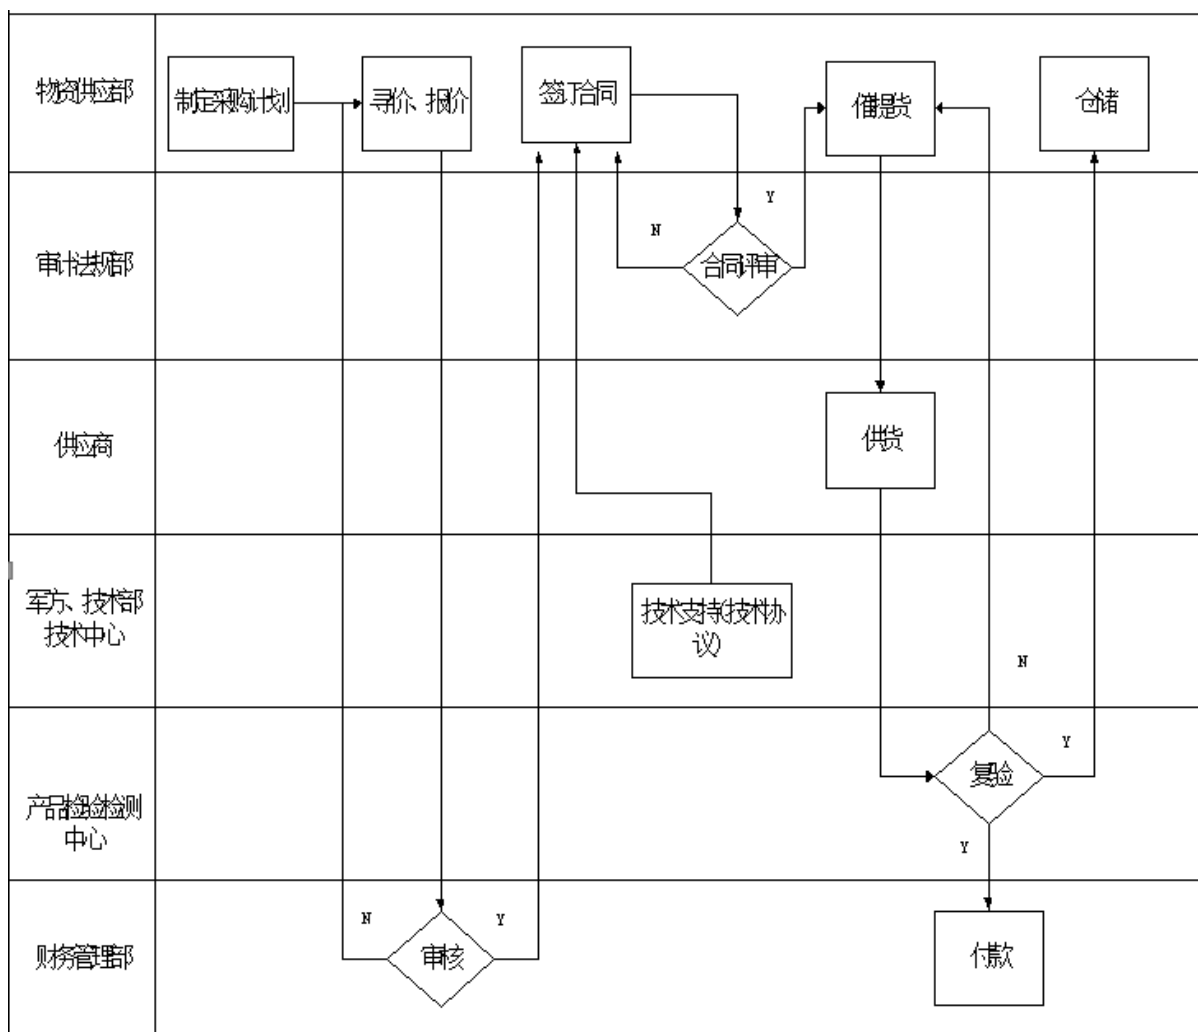 物资供应部
制定采购计划
寻价、报价
签订合同
催提货
仓储
Y
N
审计法规部
合同评审
供应商
供货
军方、技术部
技术中心
技术支持(技术协
议)
N
Y
复验
产品检验检测
中心
Y
N
Y
财务管理部
审核
付款